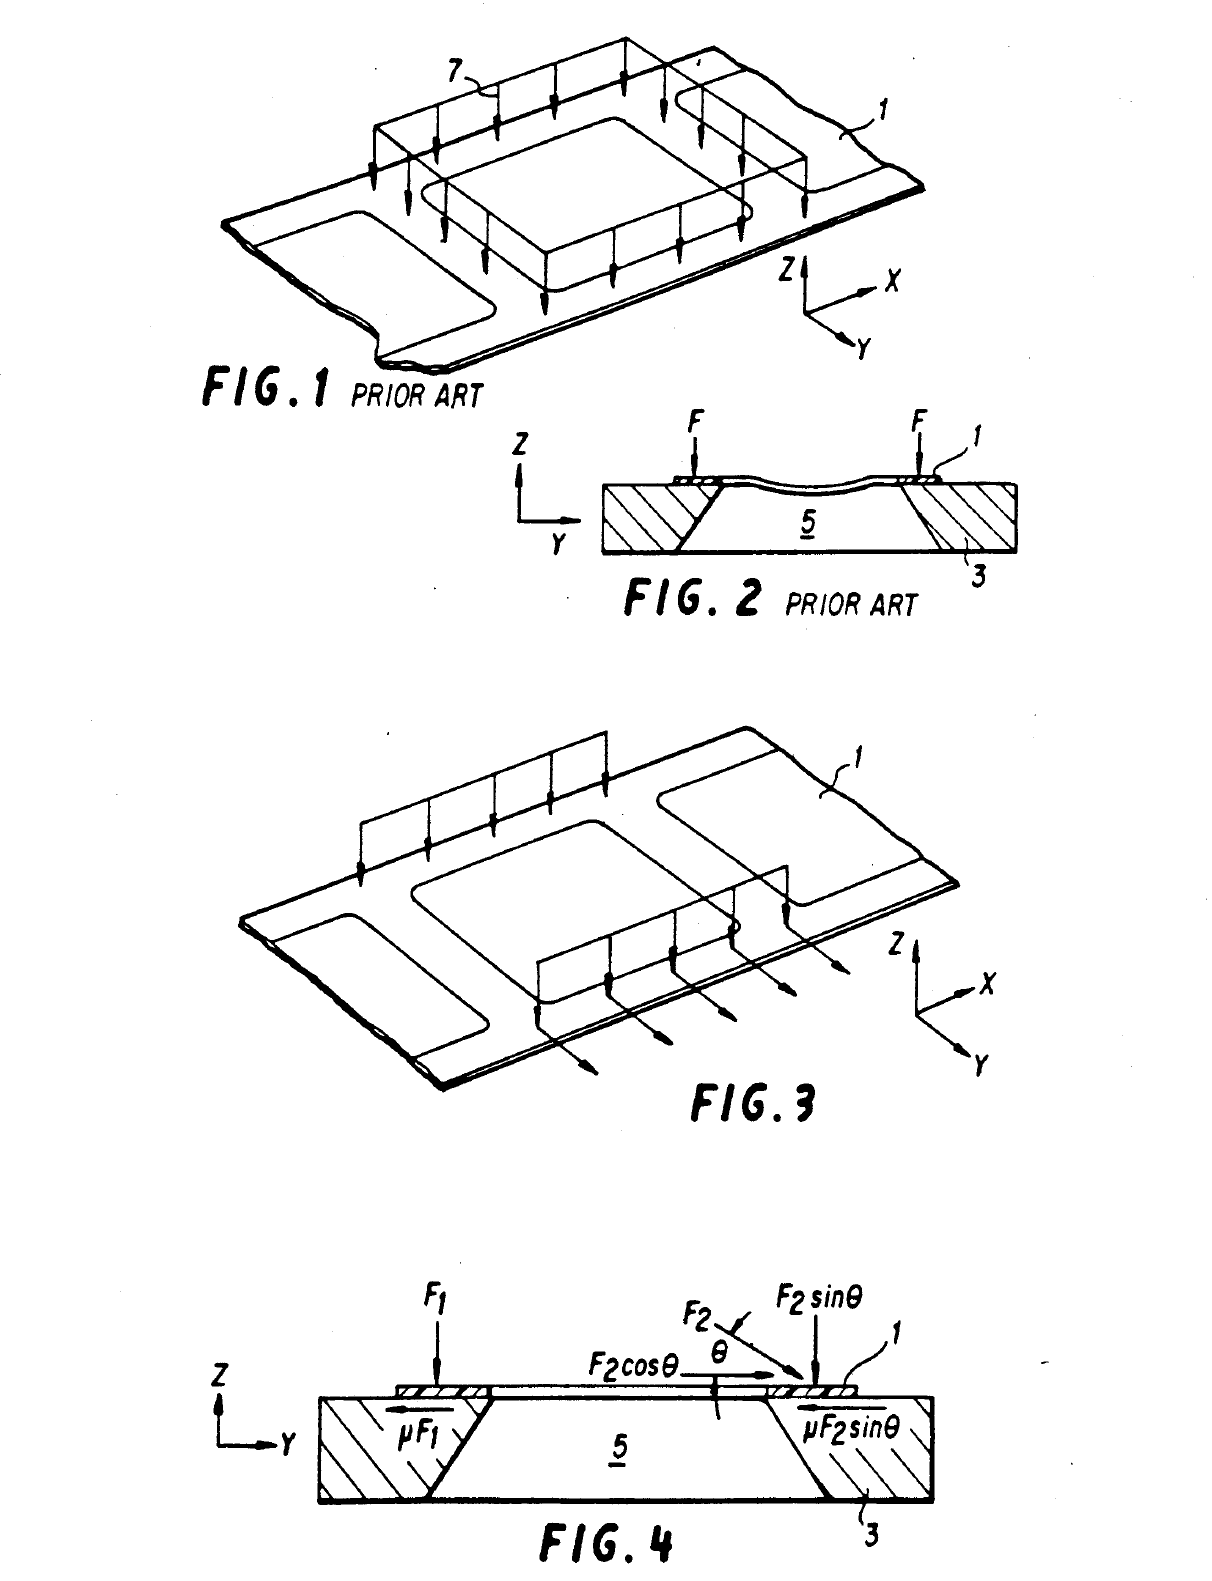 7
1
Z
X
Y
FIG. 1 PRIOR ART
F
F
1
Z
Y
5
3
FIG. 2 PRIOR ART
1
Z
X
Y
FIG. 3
F1
F2
F2 sinθ
θ
1
F2cosθ
Z
Y
μF1
μF2sinθ
5
3
FIG. 4